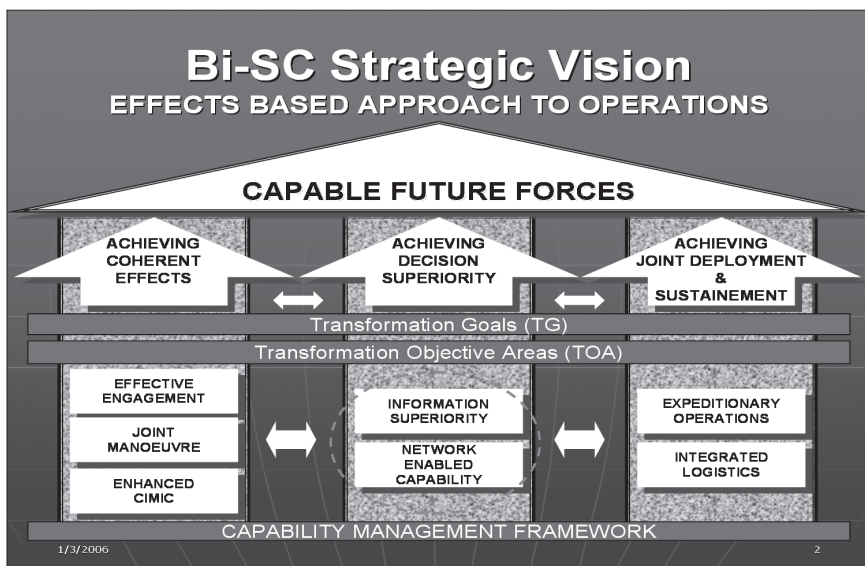 Bi-SC Strategic Vision
EFFECTS BASED APPROACH TO OPERATIONS
CAPABLE FUTURE FORCES
ACHIEVING
COHERENT
EFFECTS
ACHIEVING
DECISION
SUPERIORITY
ACHIEVING
JOINT DEPLOYMENT
&
SUSTAINEMENT
Transformation Goals (TG)
Transformation Objective Areas (TOA)
EFFECTIVE
ENGAGEMENT
JOINT
MANOEUVRE
ENHANCED
CIMIC
INFORMATION
SUPERIORITY
NETWORK
ENABLED
CAPABILITY
EXPEDITIONARY
OPERATIONS
INTEGRATED
LOGISTICS
CAPABILITY MANAGEMENT FRAMEWORK
1/3/2006
2